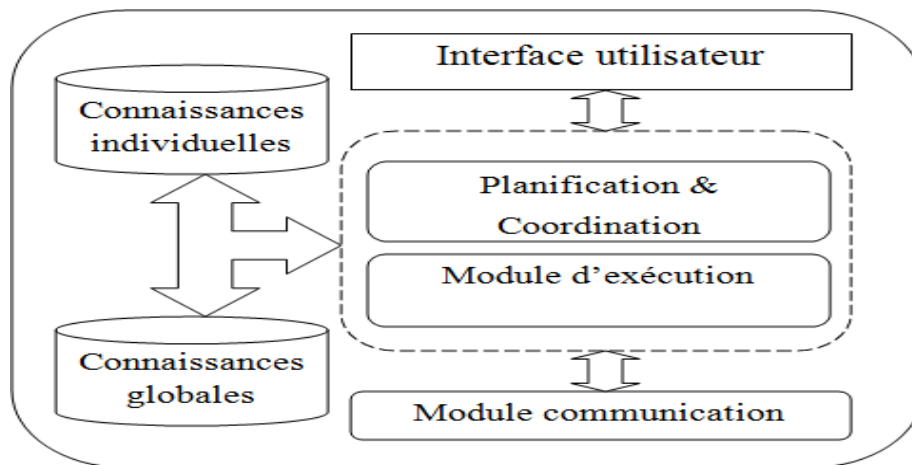 Interface utilisateur
Connaissances
individuelles
Planification &
Coordination
Module d'exécution
Connaissances
globales
Module communication